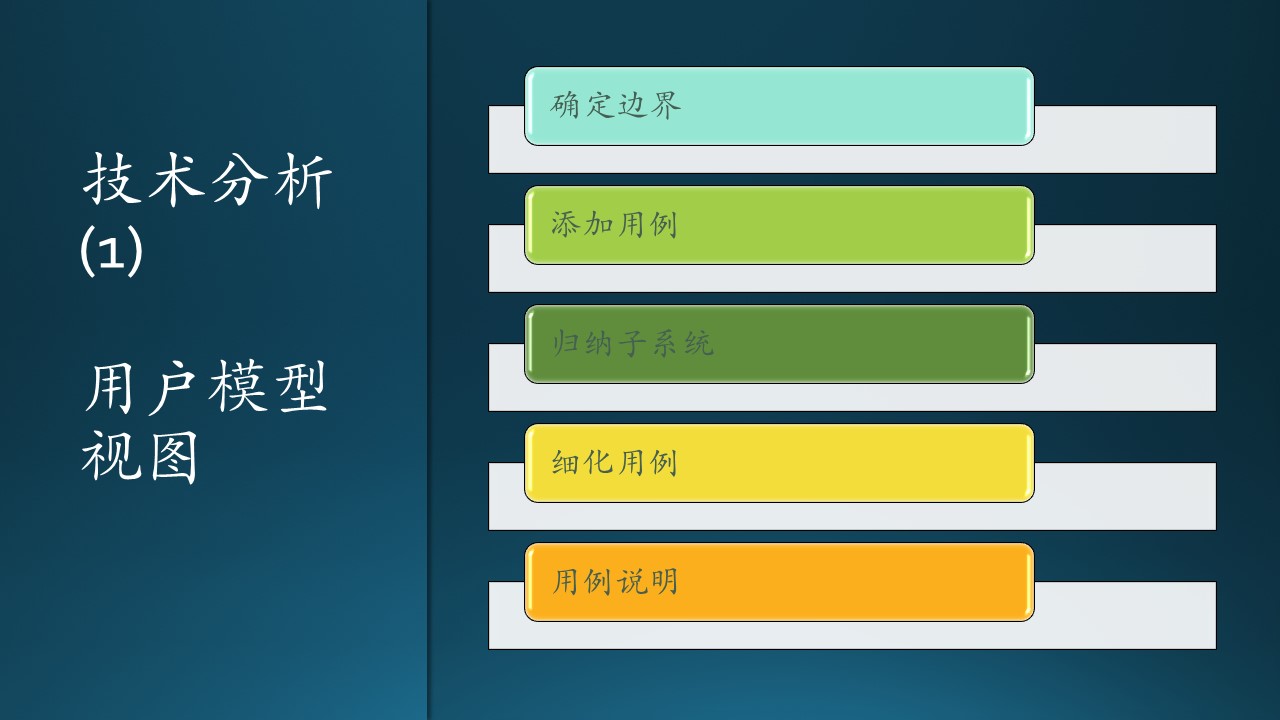 技术分析
(1)
用户模型
视图
确定边界
添加用例
归纳子系统
细化用例
用例说明